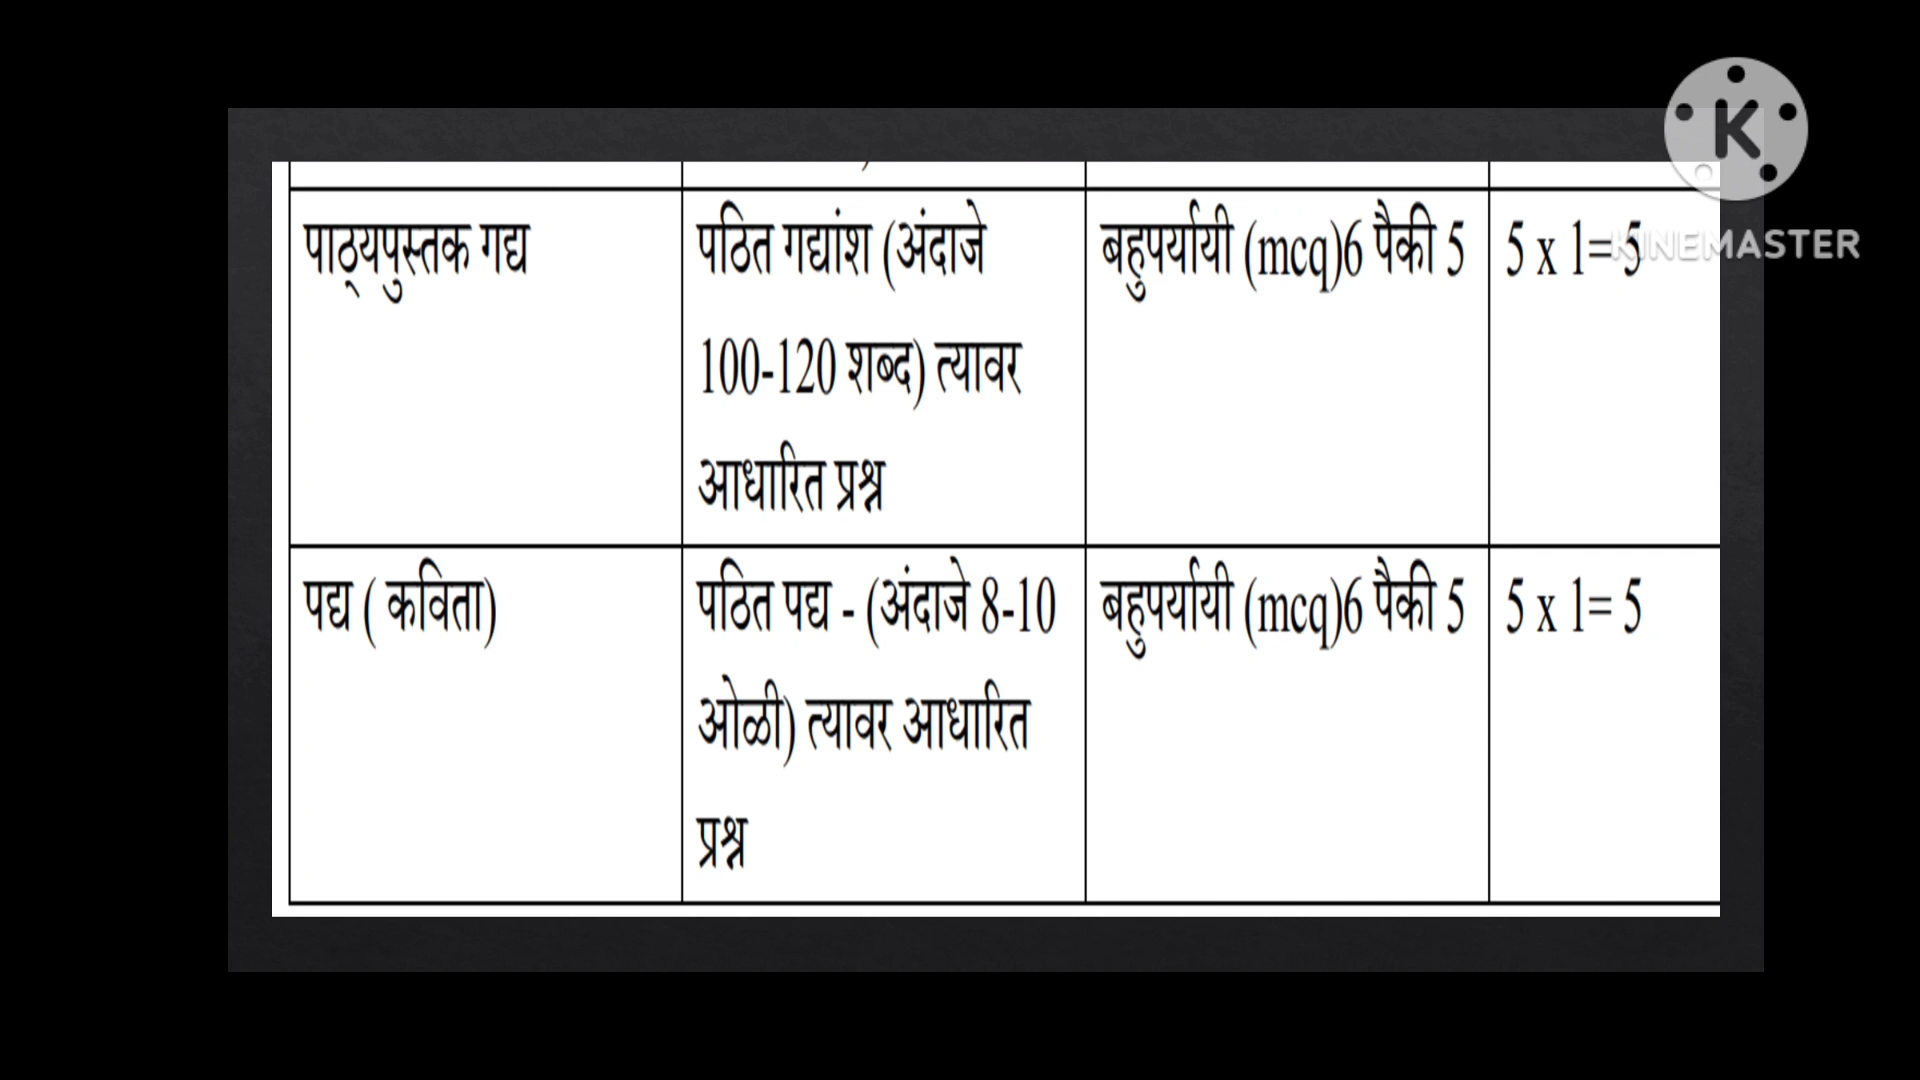 K
KINEMASTER
पाठ्यपुस्तक गद्य
पठित गद्यांश (अंदाजे
100-120 शब्द) त्यावर
आधारित प्रश्न
बहुपर्यायी (mcq)6 पैकी 5
5 x 1= 5
पद्य ( कविता)
पठित पद्य - (अंदाजे 8-10
ओळी) त्यावर आधारित
प्रश्न
बहुपर्यायी (mcq)6 पैकी 5
5 x 1= 5